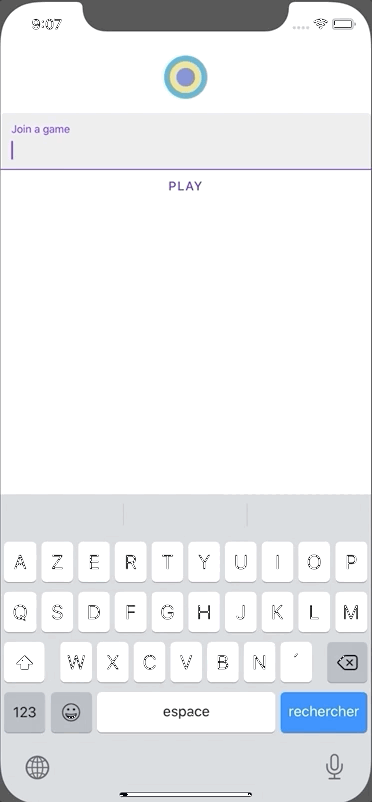 9:07
Join a game
PLAY
A Z E R T Y U I O P
Q S D F G H J K L M
W X C V B N ´
123 espace rechercher